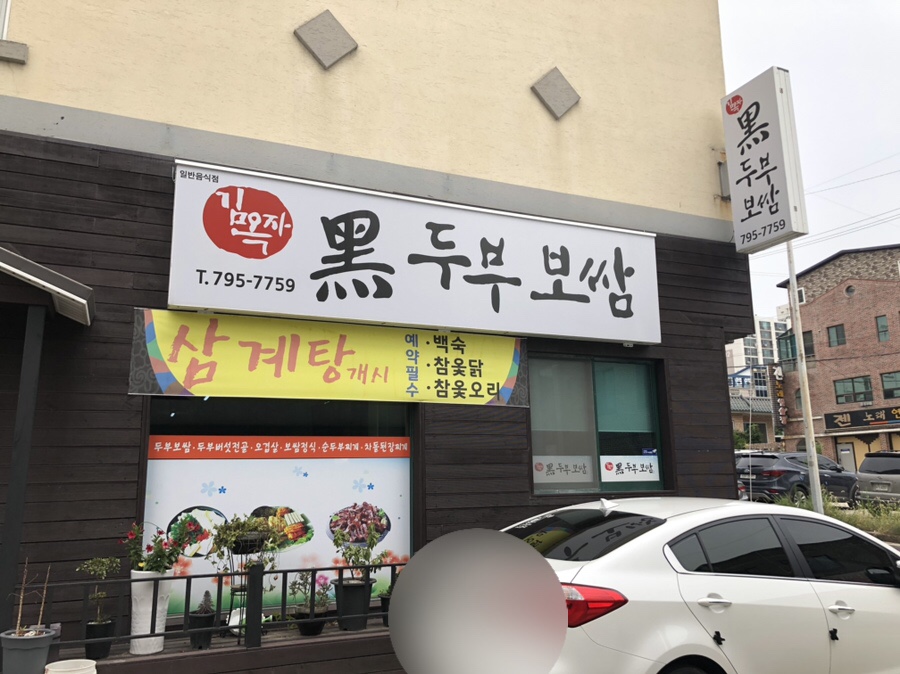 일반음식점
김옥자
T.795-7759
黑 두부 보쌈
삼계탕 개시
예약필수
·백숙
·참옻닭
·참옻오리
두부보쌈·두부버섯전골·오겹살·보쌈정식·순두부찌개·차돌된장찌개
黑 두부 보쌈
黑 두부 보쌈
김옥자
黑
두부
보쌈
795-7759
노래연